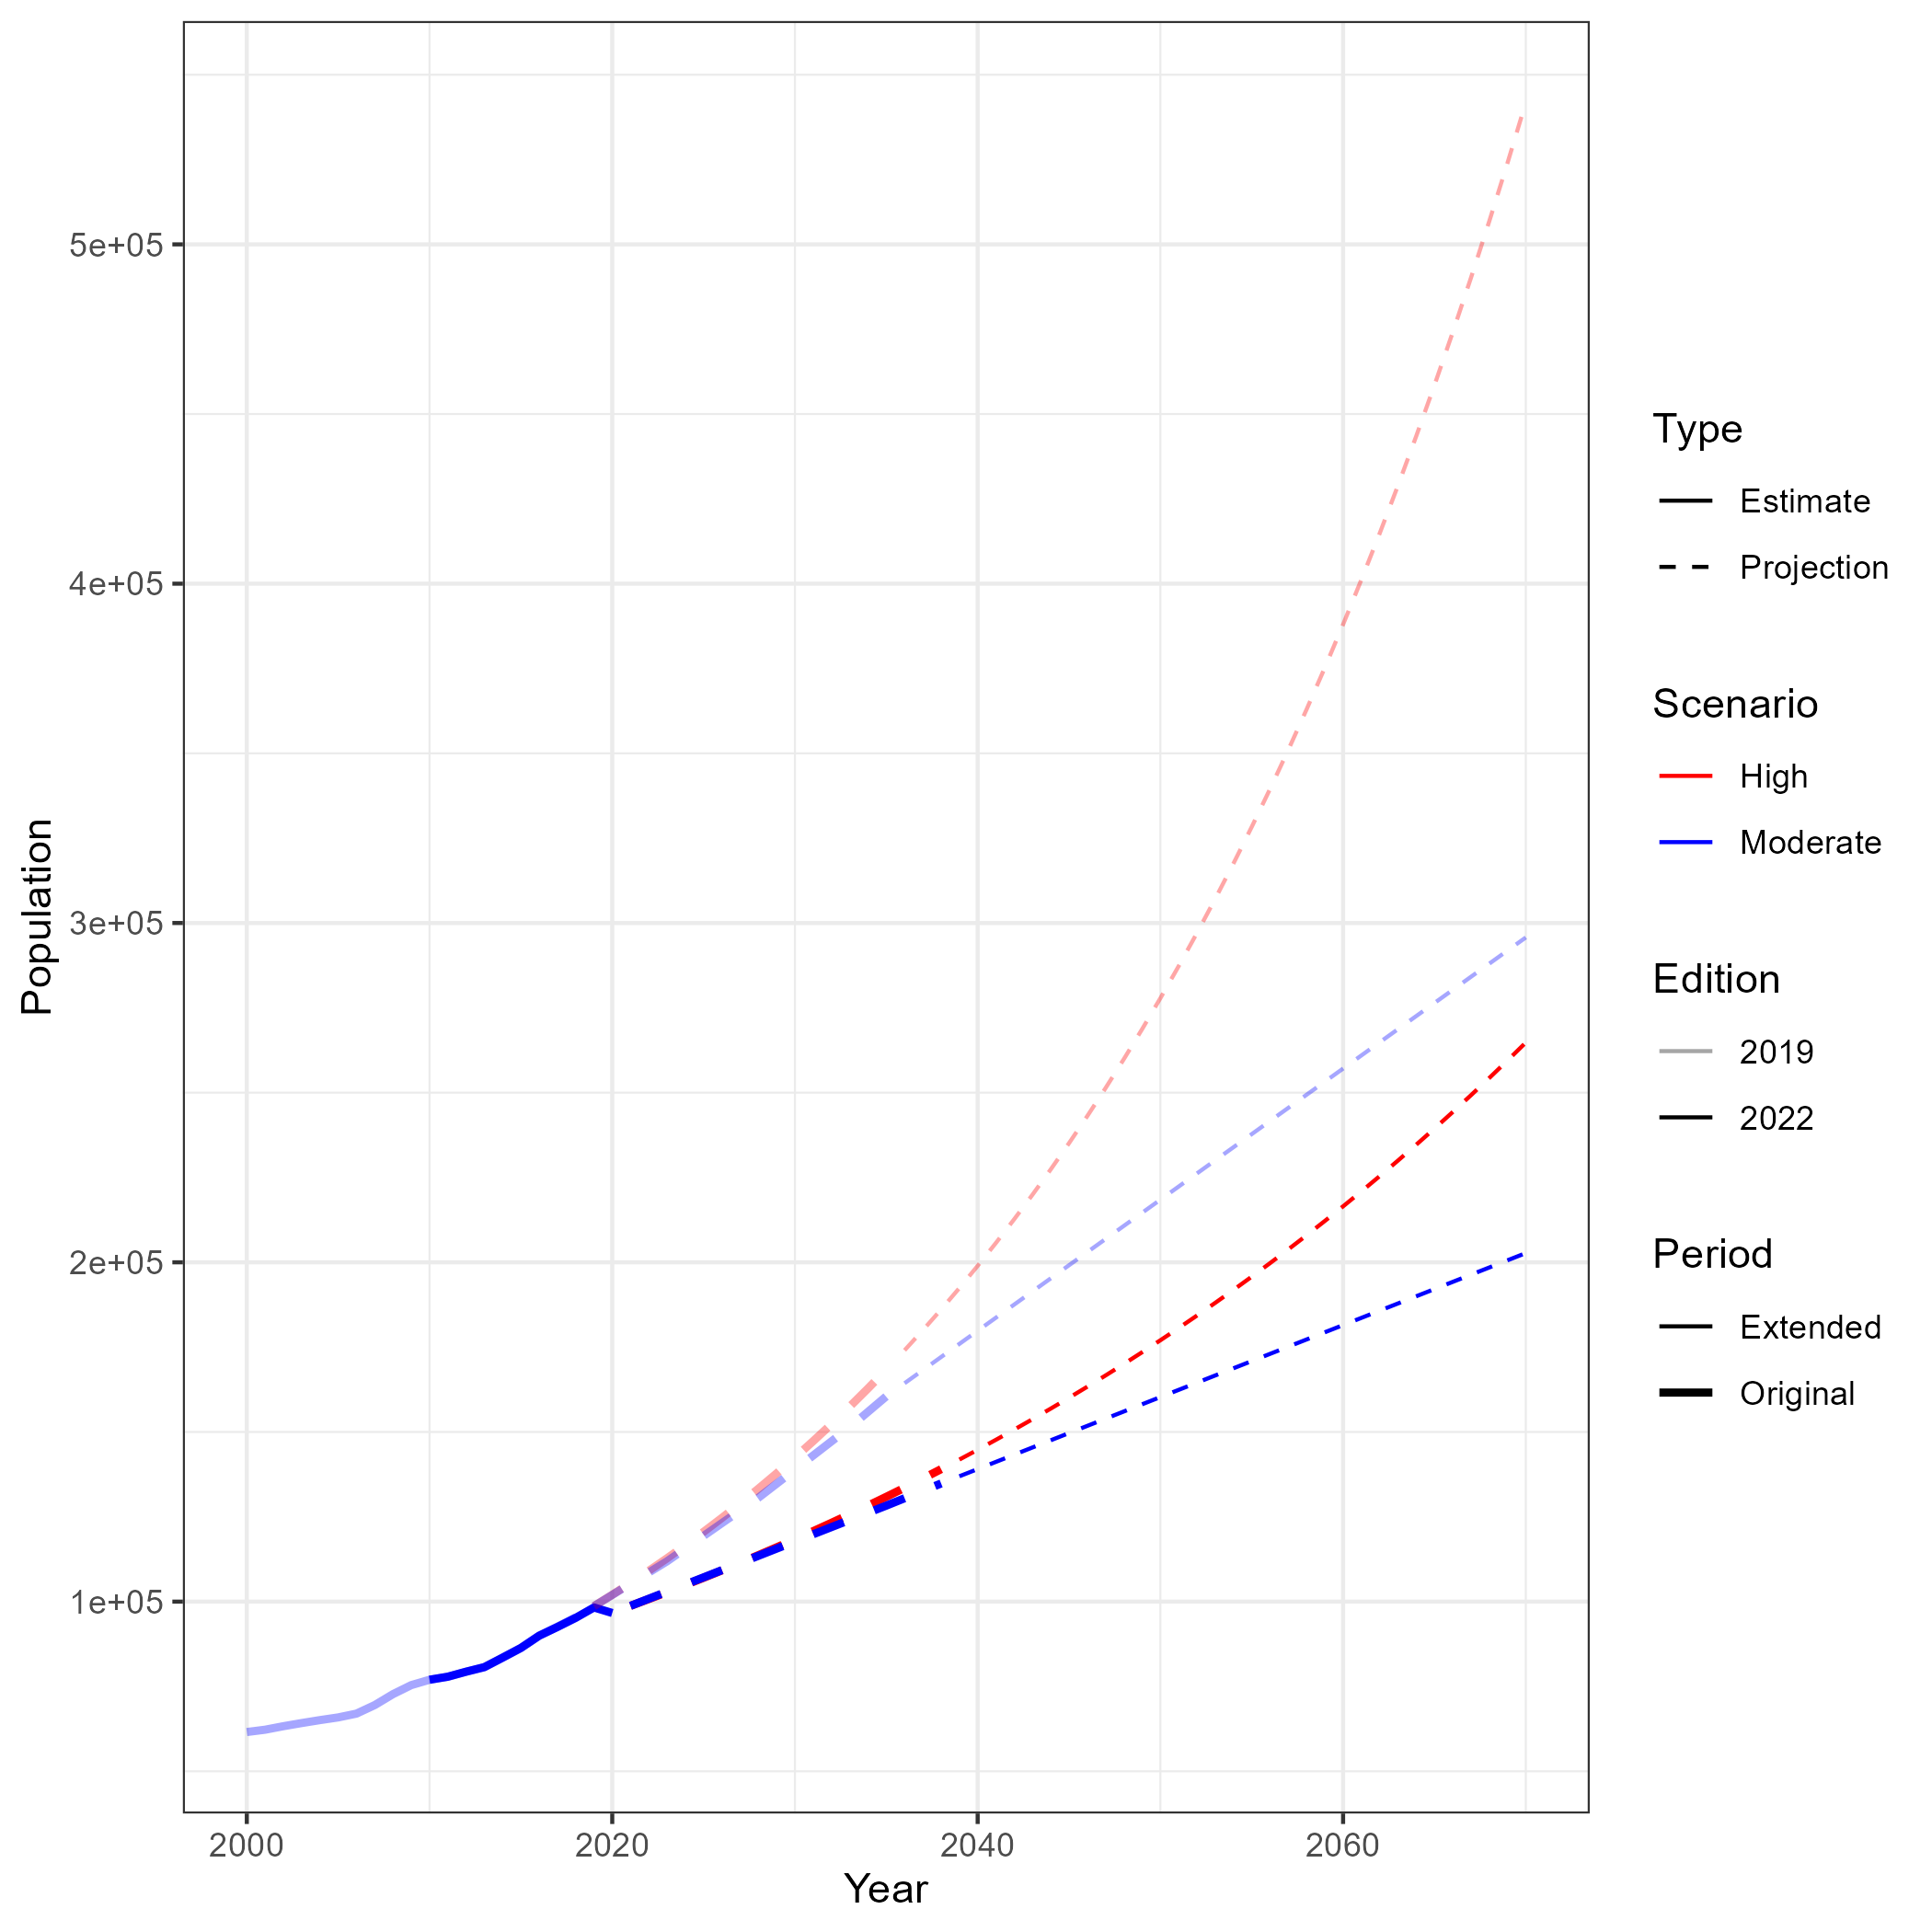 5e+05
4e+05
3e+05
2e+05
1e+05
Population
2000
2020
2040
2060
Year
Type
Estimate
Projection
Scenario
High
Moderate
Edition
2019
2022
Period
Extended
Original